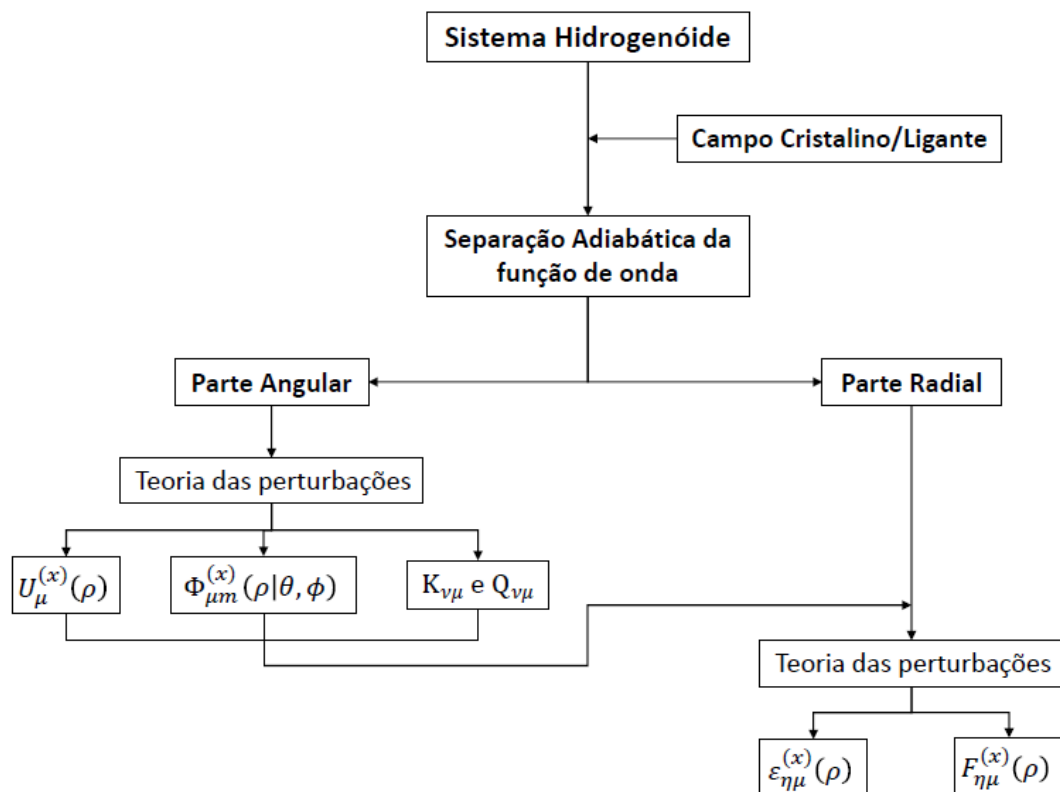 Sistema Hidrogenóide
Campo Cristalino/Ligante
Separação Adiabática da
função de onda
Parte Angular
Parte Radial
Teoria das perturbações
U_μ^(x)(ρ)
Φ_μm^(x)(ρ|θ, ϕ)
K_νμ e Q_νμ
Teoria das perturbações
ε_ημ^(x)(ρ)
F_ημ^(x)(ρ)